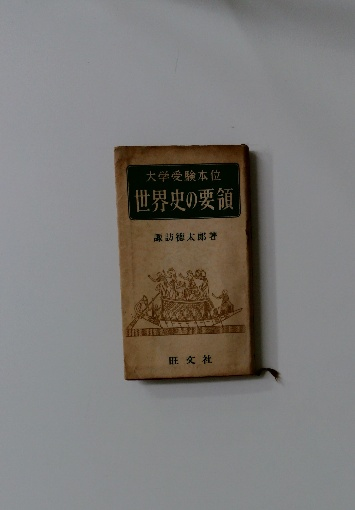 大学受験本位
世界史の要領
諏訪徳太郎著
旺文社